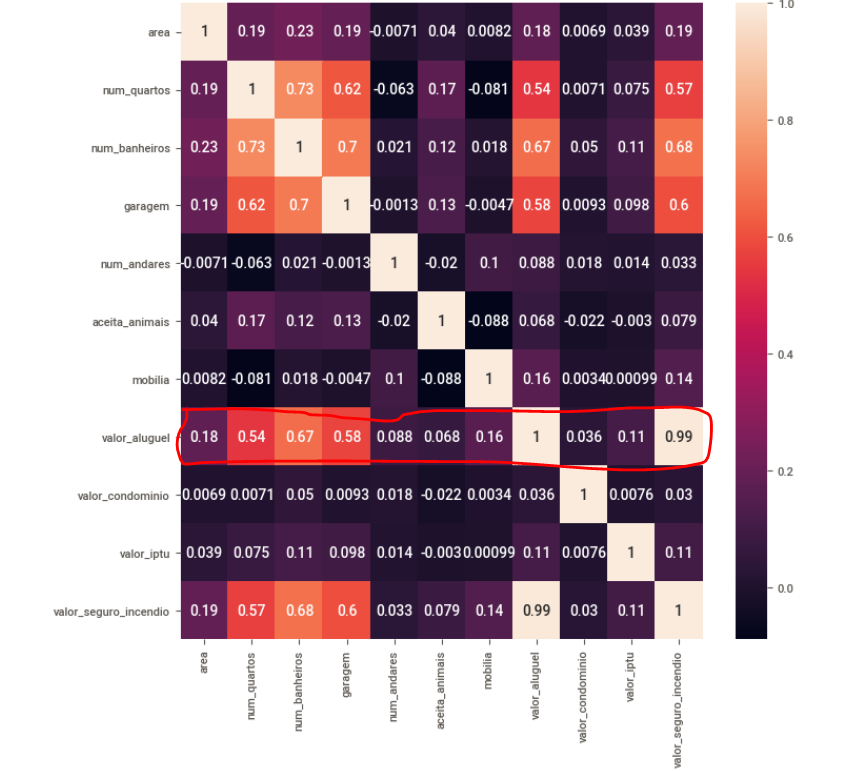 1.0
area 1 0.19 0.23 0.19 -0.0071 0.04 0.0082 0.18 0.0069 0.039 0.19
num_quartos 0.19 1 0.73 0.62 -0.063 0.17 -0.081 0.54 0.0071 0.075 0.57
0.8
num_banheiros 0.23 0.73 1 0.7 0.021 0.12 0.018 0.67 0.05 0.11 0.68
garagem 0.19 0.62 0.7 1 -0.0013 0.13 -0.0047 0.58 0.0093 0.098 0.6
0.6
num_andares -0.0071 -0.063 0.021 -0.0013 1 -0.02 0.1 0.088 0.018 0.014 0.033
aceita_animais 0.04 0.17 0.12 0.13 -0.02 1 -0.088 0.068 -0.022 -0.003 0.079
0.4
mobilia 0.0082 -0.081 0.018 -0.0047 0.1 -0.088 1 0.16 0.0034 0.00099 0.14
valor_aluguel 0.18 0.54 0.67 0.58 0.088 0.068 0.16 1 0.036 0.11 0.99
0.2
valor_condominio 0.0069 0.0071 0.05 0.0093 0.018 -0.022 0.0034 0.036 1 0.0076 0.03
valor_iptu 0.039 0.075 0.11 0.098 0.014 -0.003 0.00099 0.11 0.0076 1 0.11
0.0
valor_seguro_incendio 0.19 0.57 0.68 0.6 0.033 0.079 0.14 0.99 0.03 0.11 1
area
num_quartos
num_banheiros
garagem
num_andares
aceita_animais
mobilia
valor_aluguel
valor_condominio
valor_iptu
valor_seguro_incendio